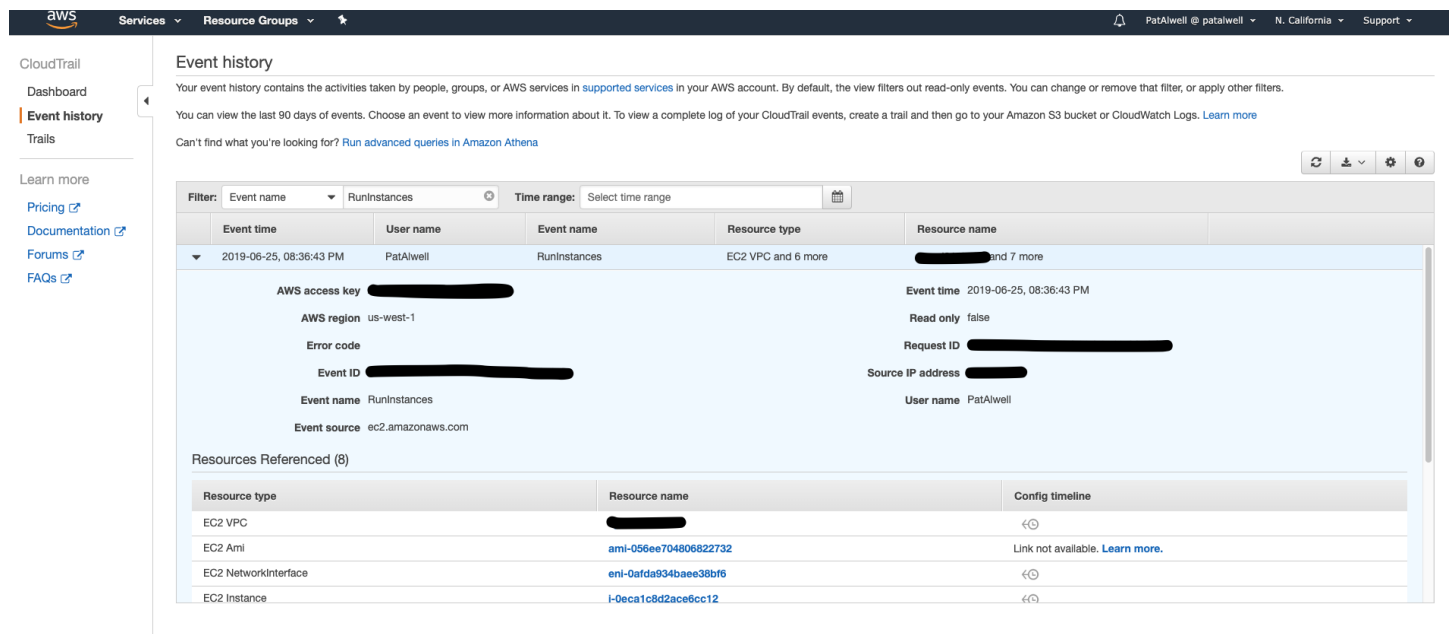 aws Services Resource Groups PatAlwell @ patalwell N. California Support
CloudTrail
Dashboard
Event history
Trails
Learn more
Pricing
Documentation
Forums
FAQs
Event history
Your event history contains the activities taken by people, groups, or AWS services in supported services in your AWS account. By default, the view filters out read-only events. You can change or remove that filter, or apply other filters.
You can view the last 90 days of events. Choose an event to view more information about it. To view a complete log of your CloudTrail events, create a trail and then go to your Amazon S3 bucket or CloudWatch Logs. Learn more
Can't find what you're looking for? Run advanced queries in Amazon Athena
Filter: Event name RunInstances Time range: Select time range
Event time User name Event name Resource type Resource name
2019-06-25, 08:36:43 PM PatAlwell RunInstances EC2 VPC and 6 more and 7 more
AWS access key Event time 2019-06-25, 08:36:43 PM
AWS region us-west-1 Read only false
Error code Request ID
Event ID Source IP address
Event name RunInstances User name PatAlwell
Event source ec2.amazonaws.com
Resources Referenced (8)
Resource type Resource name Config timeline
EC2 VPC
EC2 Ami ami-056ee704806822732 Link not available. Learn more.
EC2 NetworkInterface eni-0afda934baee38bf6
EC2 Instance i-0eca1c8d2ace6cc12